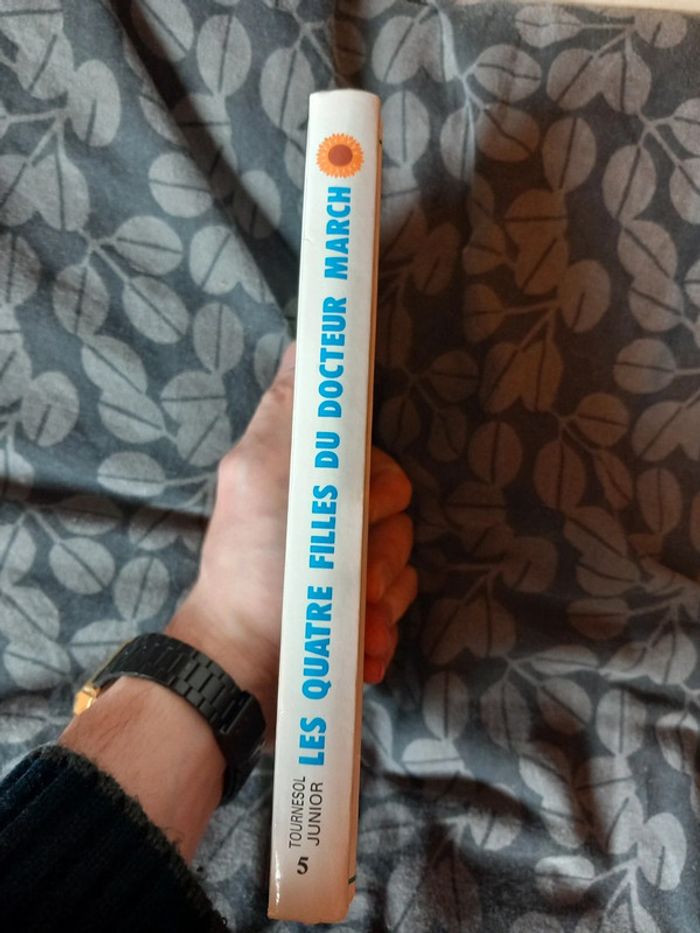 5
TOURNESOL
JUNIOR
LES QUATRE FILLES DU DOCTEUR MARCH